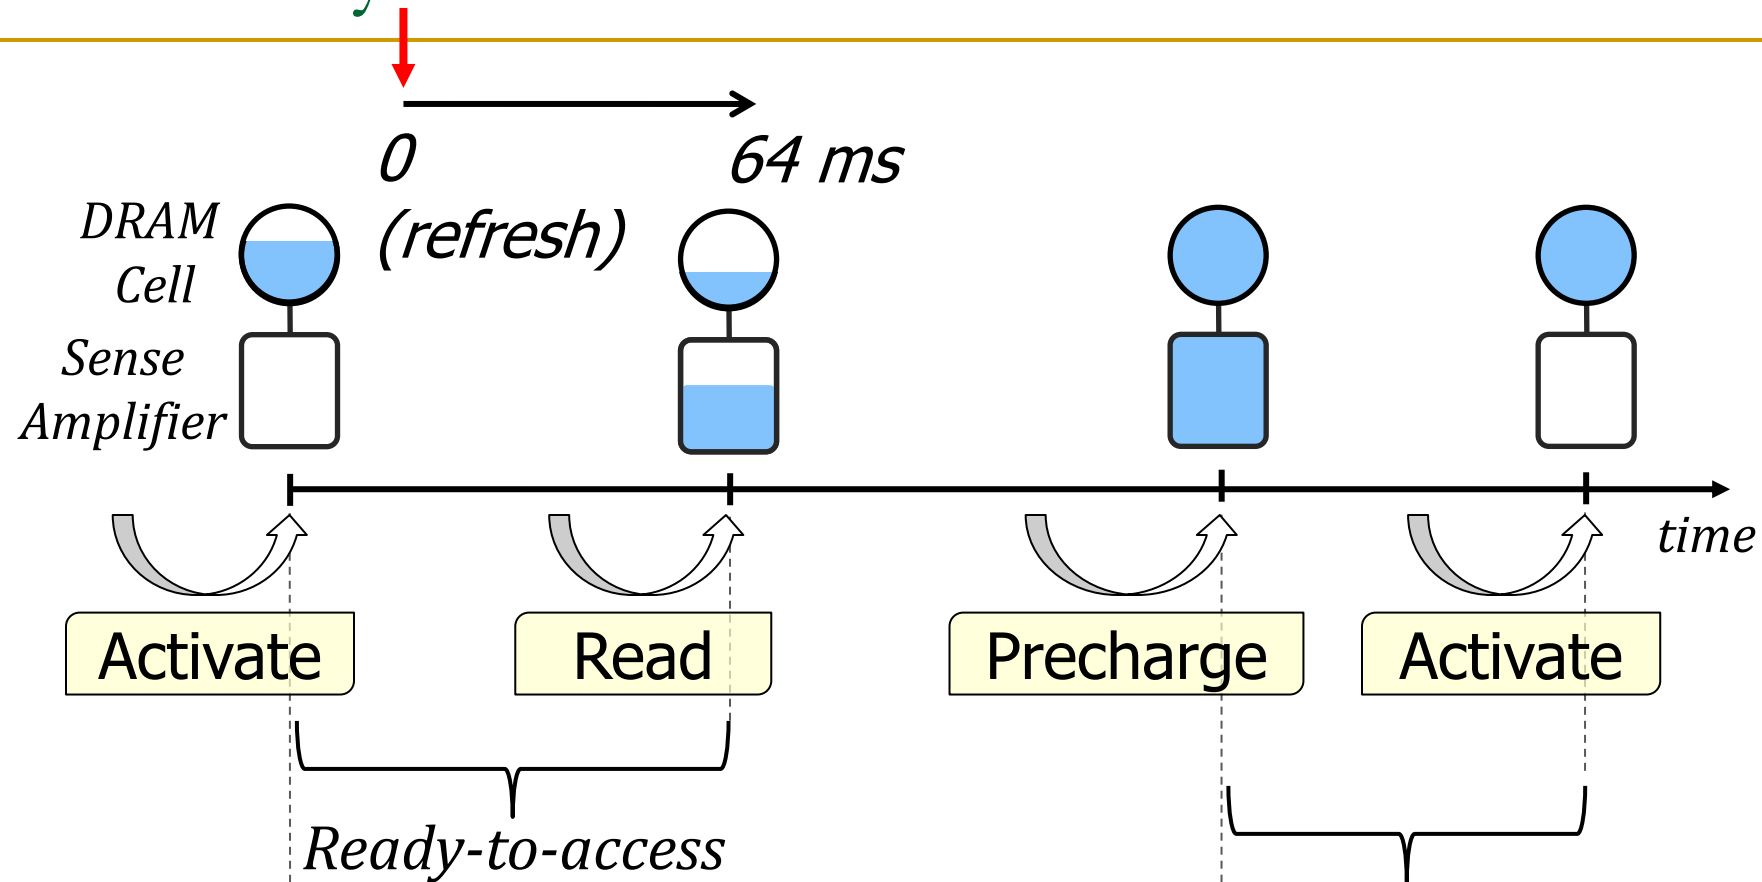 0
64 ms
(refresh)
DRAM
Cell
Sense
Amplifier
time
Activate
Read
Precharge
Activate
Ready-to-access